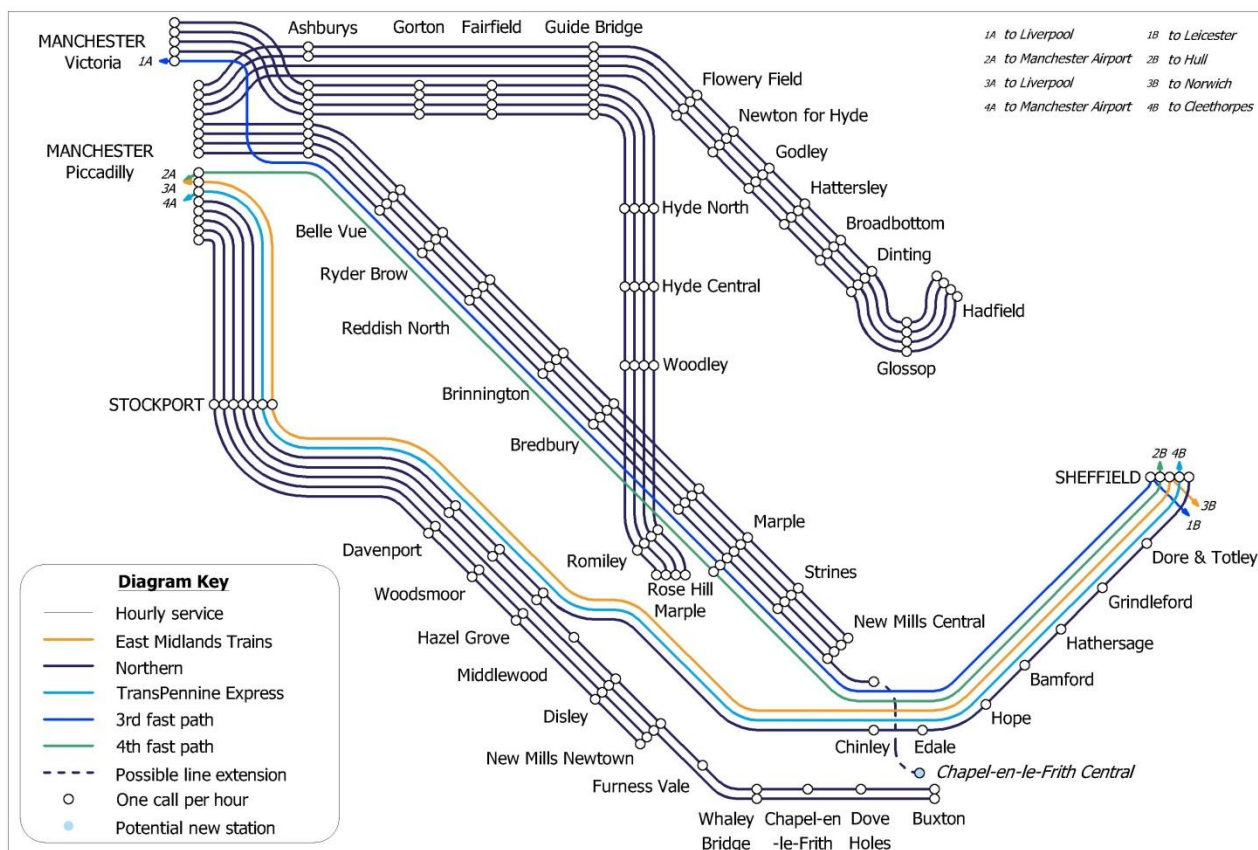 Ashburys
Gorton
Fairfield
Guide Bridge
1A to Liverpool
1B to Leicester
2A to Manchester Airport
2B to Hull
3A to Liverpool
3B to Norwich
4A to Manchester Airport
4B to Cleethorpes
MANCHESTER
Victoria
1A
Flowery Field
Newton for Hyde
MANCHESTER
Piccadilly
2A
3A
4A
Godley
Hattersley
Hyde North
Broadbottom
Belle Vue
Dinting
Ryder Brow
Hyde Central
Hadfield
Reddish North
Woodley
Glossop
Brinnington
STOCKPORT
Bredbury
2B
4B
SHEFFIELD
3B
1B
Marple
Davenport
Romiley
Dore & Totley
Strines
Rose Hill
Marple
Woodsmoor
Grindleford
New Mills Central
Hazel Grove
Hathersage
Middlewood
Bamford
Disley
Hope
New Mills Newtown
Chinley
Edale
Furness Vale
Chapel-en-le-Frith Central
Whaley
Bridge
Chapel-en
-le-Frith
Dove
Holes
Buxton
Diagram Key
Hourly service
East Midlands Trains
Northern
TransPennine Express
3rd fast path
4th fast path
Possible line extension
One call per hour
Potential new station